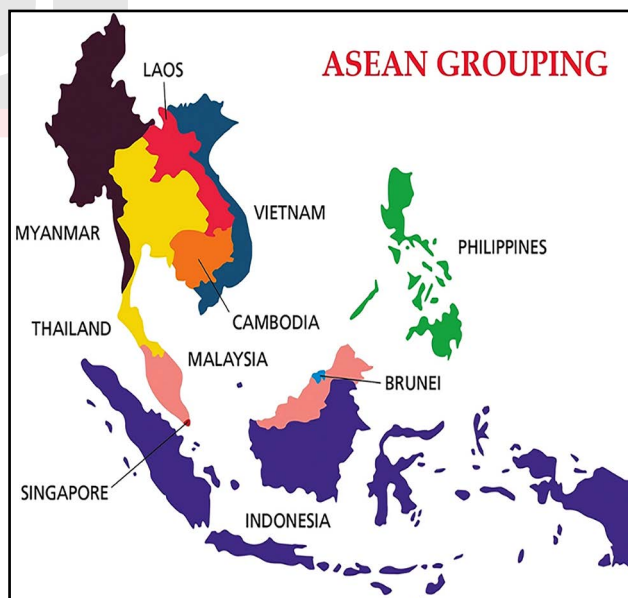 ASEAN GROUPING
LAOS
VIETNAM
MYANMAR
PHILIPPINES
CAMBODIA
THAILAND
MALAYSIA
BRUNEI
SINGAPORE
INDONESIA